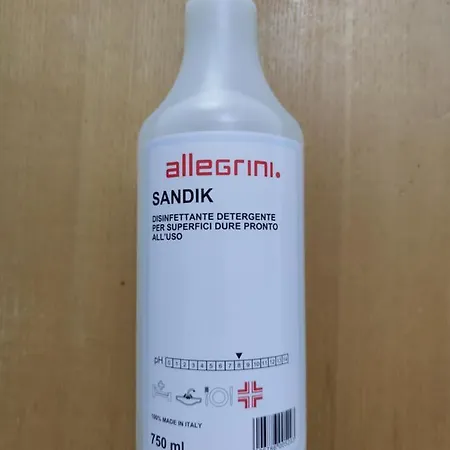 allegrini.
SANDIK
DISINFETTANTE DETERGENTE
PER SUPERFICI DURE PRONTO
ALL'USO
pH 0 1 2 3 4 5 6 7 8 9 10 11 12 13 14
100% MADE IN ITALY
750 ml